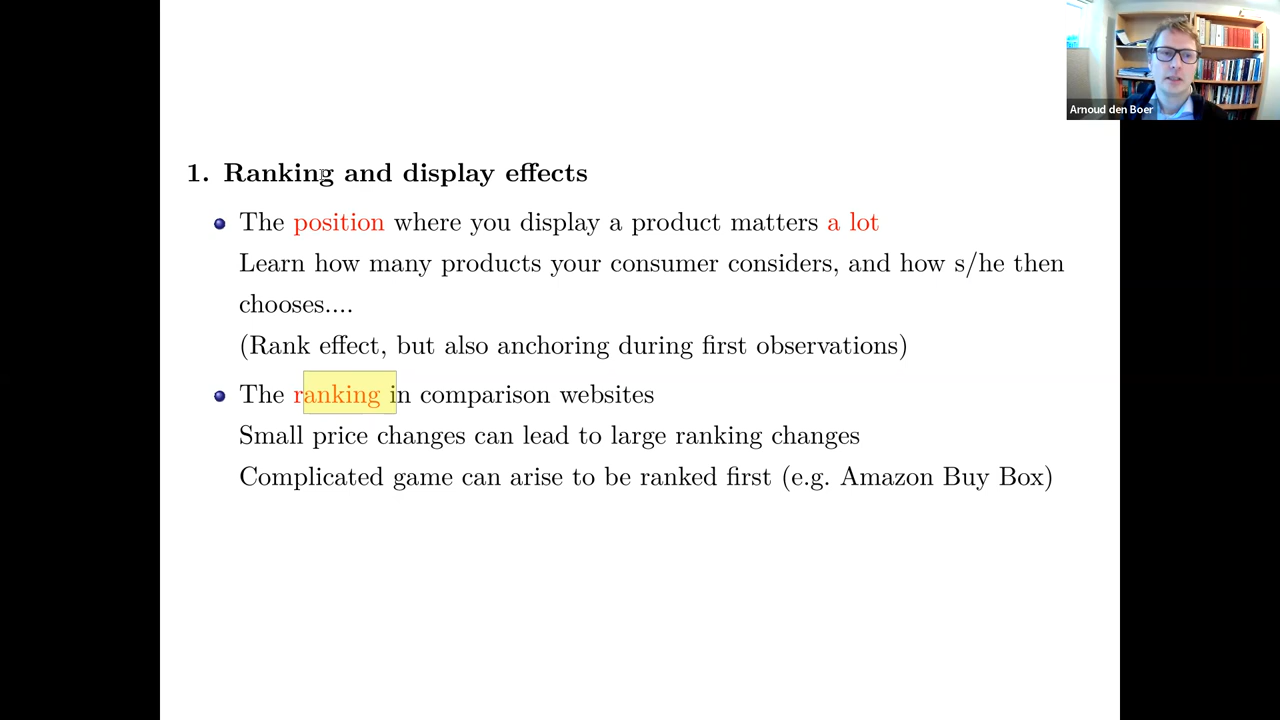 Arnoud den Boer
1. Ranking and display effects
The position where you display a product matters a lot
Learn how many products your consumer considers, and how s/he then
chooses....
(Rank effect, but also anchoring during first observations)
The ranking in comparison websites
Small price changes can lead to large ranking changes
Complicated game can arise to be ranked first (e.g. Amazon Buy Box)